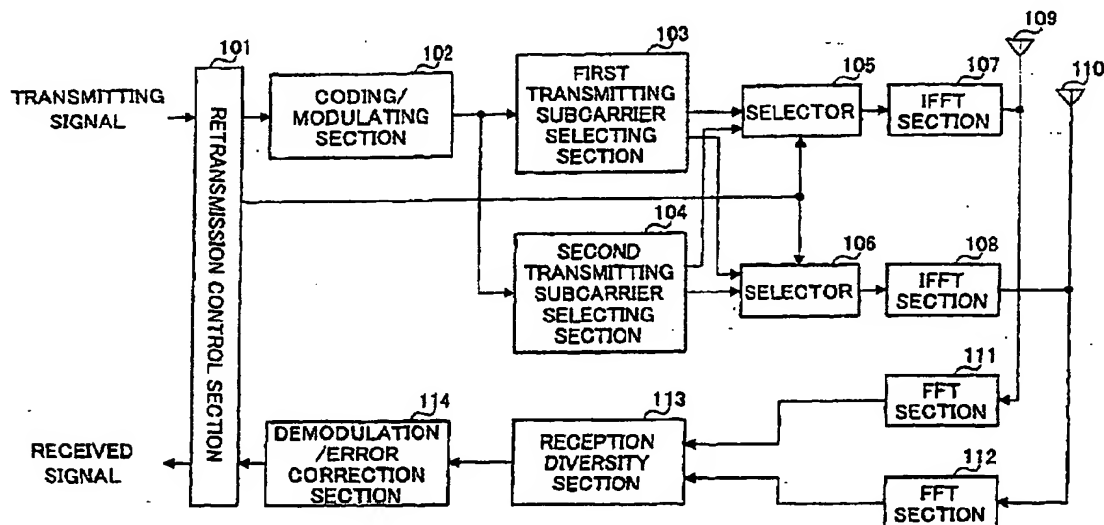 109
103
110
101
102
105
107
FIRST
TRANSMITTING
SUBCARRIER
SELECTING
SECTION
CODING/
MODULATING
SECTION
TRANSMITTING
SIGNAL
SELECTOR
IFFT
SECTION
RETRANSMISSION CONTROL SECTION
104
106
108
SECOND
TRANSMITTING
SUBCARRIER
SELECTING
SECTION
SELECTOR
IFFT
SECTION
111
FFT
SECTION
114
113
DEMODULATION
/ERROR
CORRECTION
SECTION
RECEPTION
DIVERSITY
SECTION
112
FFT
SECTION
RECEIVED
SIGNAL